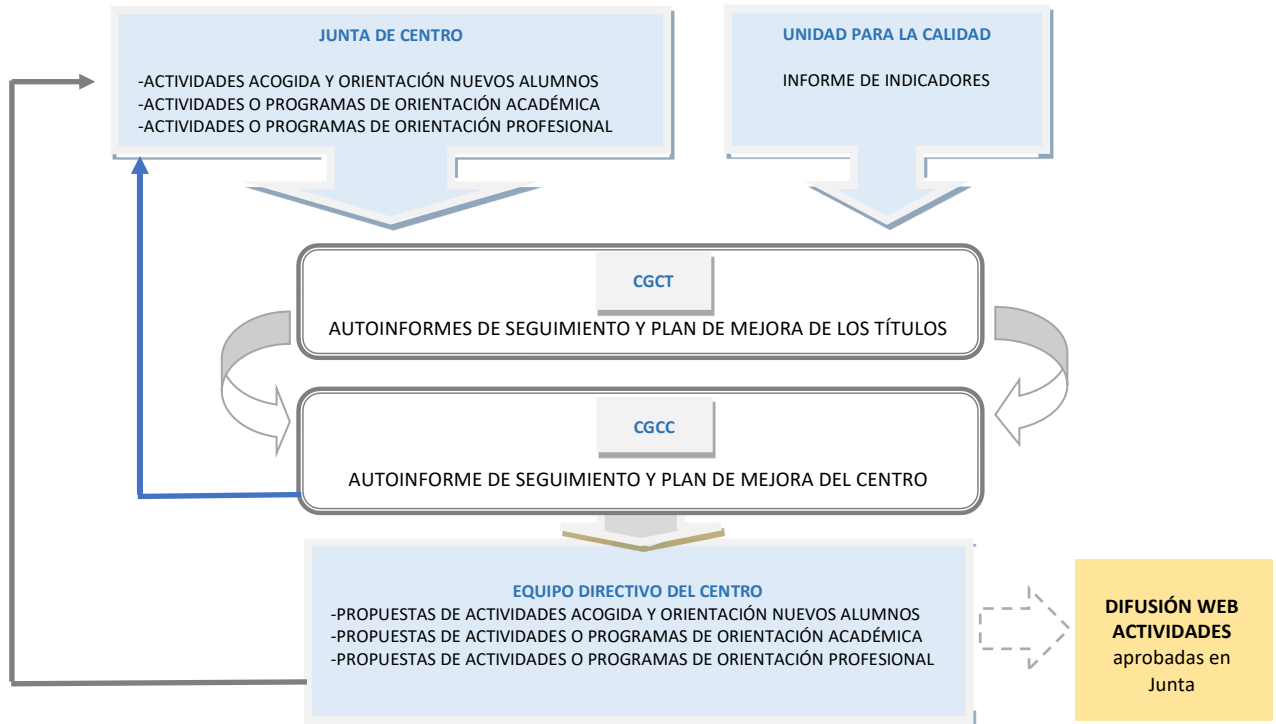 JUNTA DE CENTRO
-ACTIVIDADES ACOGIDA Y ORIENTACIÓN NUEVOS ALUMNOS
-ACTIVIDADES O PROGRAMAS DE ORIENTACIÓN ACADÉMICA
-ACTIVIDADES O PROGRAMAS DE ORIENTACIÓN PROFESIONAL
UNIDAD PARA LA CALIDAD
INFORME DE INDICADORES
CGCT
AUTOINFORMES DE SEGUIMIENTO Y PLAN DE MEJORA DE LOS TÍTULOS
CGCC
AUTOINFORME DE SEGUIMIENTO Y PLAN DE MEJORA DEL CENTRO
EQUIPO DIRECTIVO DEL CENTRO
-PROPUESTAS DE ACTIVIDADES ACOGIDA Y ORIENTACIÓN NUEVOS ALUMNOS
-PROPUESTAS DE ACTIVIDADES O PROGRAMAS DE ORIENTACIÓN ACADÉMICA
-PROPUESTAS DE ACTIVIDADES O PROGRAMAS DE ORIENTACIÓN PROFESIONAL
DIFUSIÓN WEB
ACTIVIDADES
aprobadas en
Junta